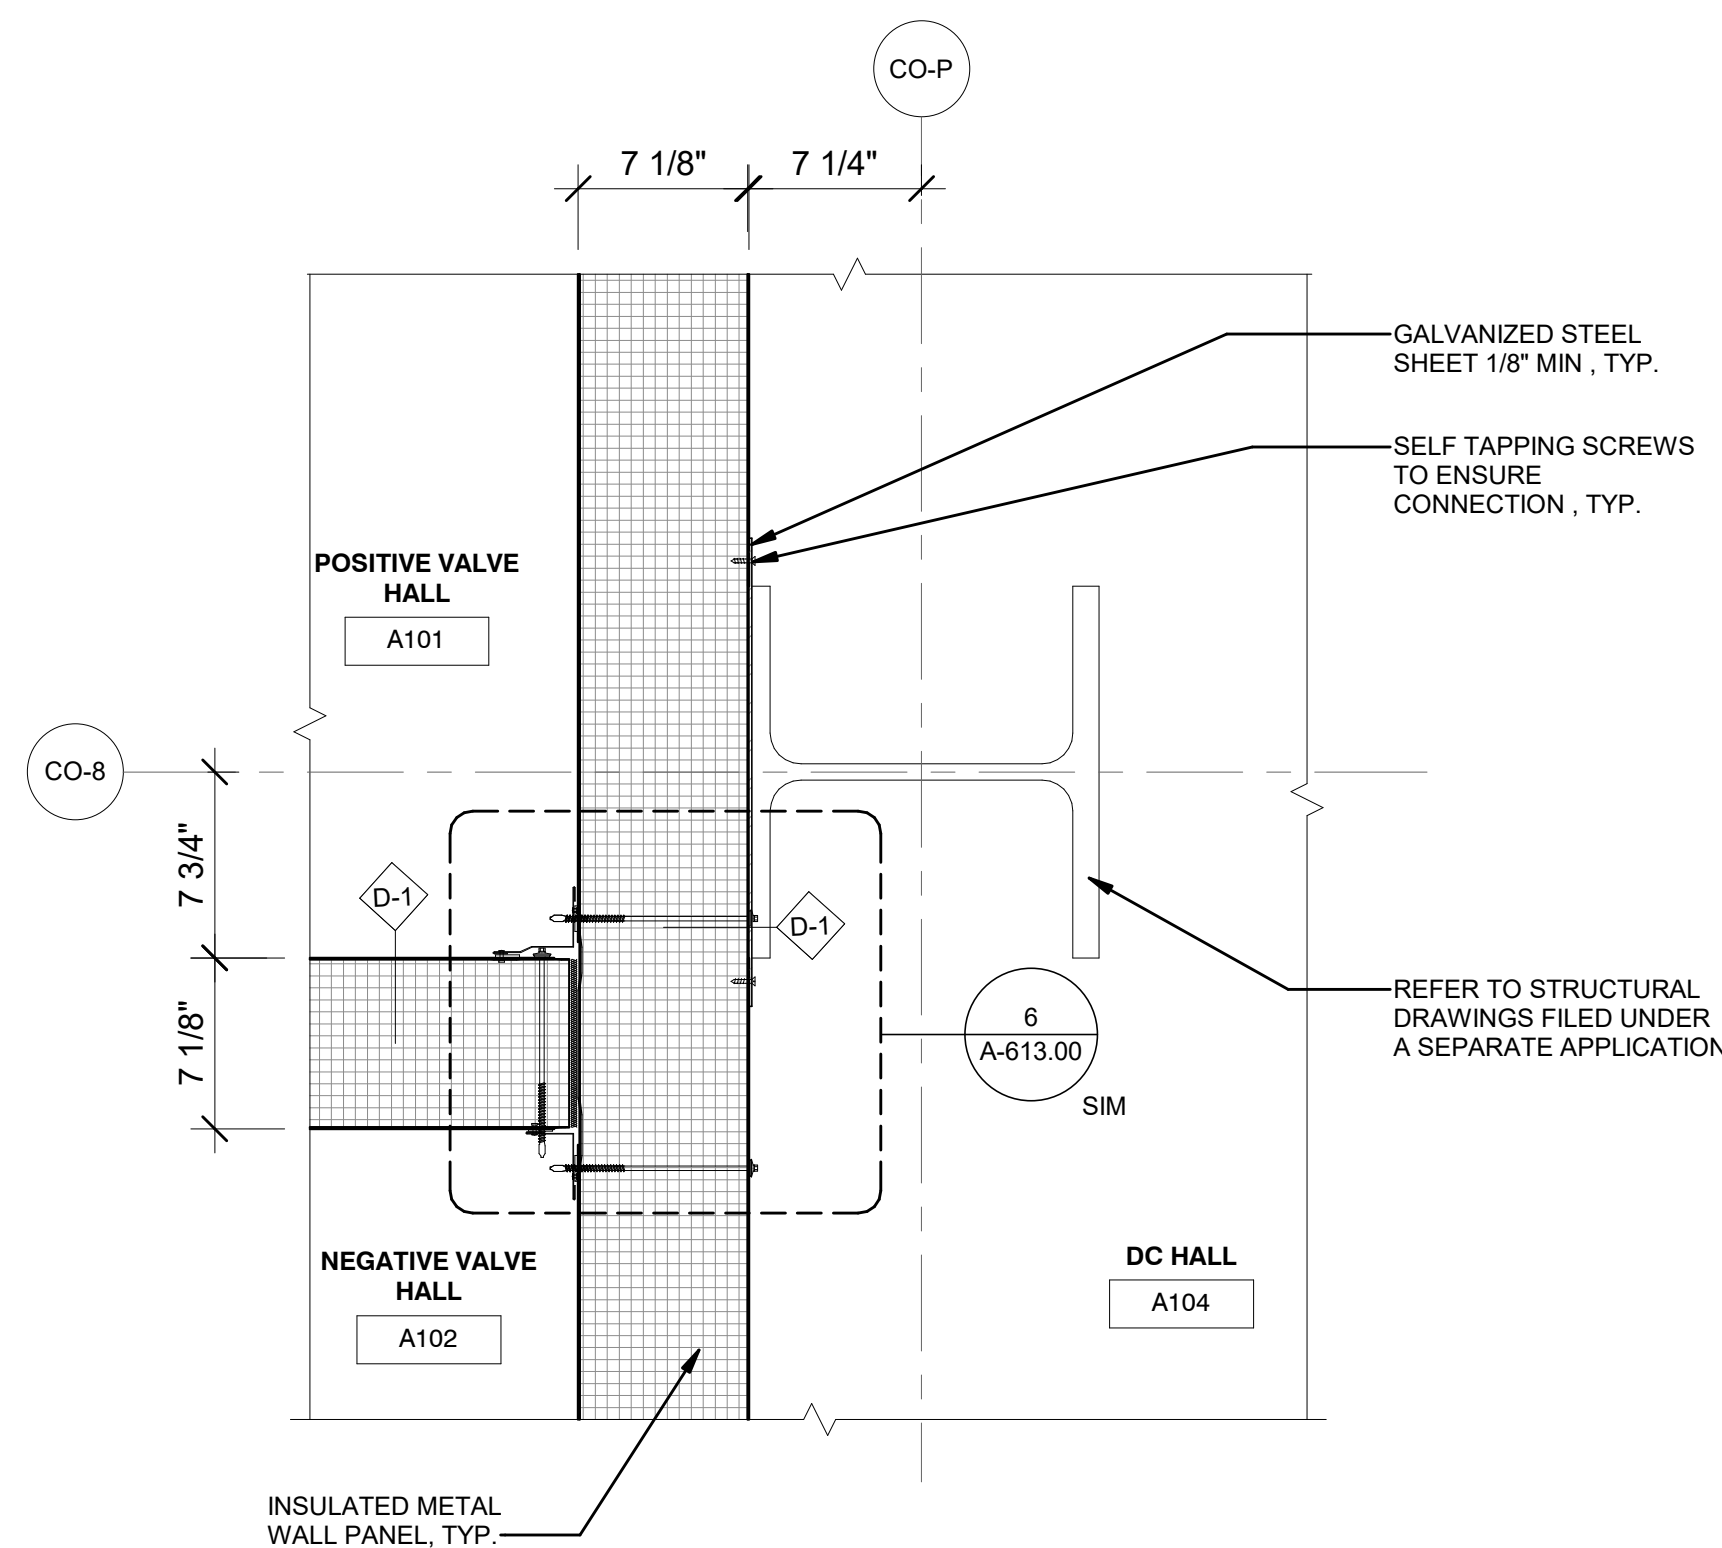 CO-P
7 1/8"
7 1/4"
GALVANIZED STEEL
SHEET 1/8" MIN , TYP.
SELF TAPPING SCREWS
TO ENSURE
CONNECTION , TYP.
POSITIVE VALVE
HALL
A101
CO-8
7 3/4"
D-1
D-1
7 1/8"
6
A-613.00
SIM
REFER TO STRUCTURAL
DRAWINGS FILED UNDER
A SEPARATE APPLICATION
NEGATIVE VALVE
HALL
A102
DC HALL
A104
INSULATED METAL
WALL PANEL, TYP.